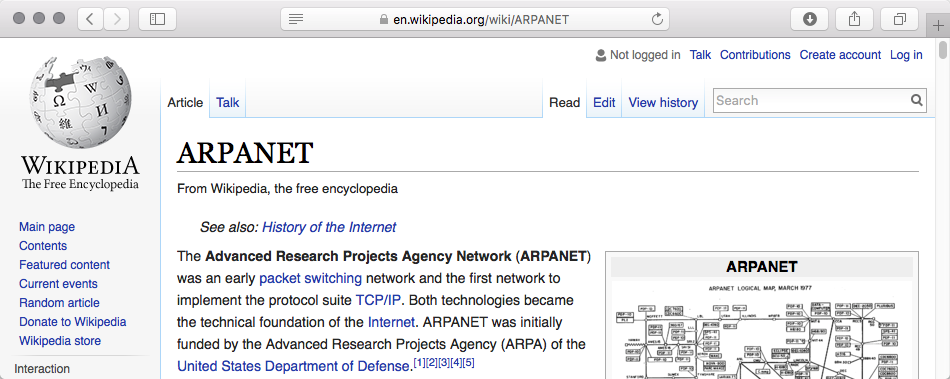 en.wikipedia.org/wiki/ARPANET
Not logged in Talk Contributions Create account Log in
Article Talk Read Edit View history Search
Ω W И 維
WIKIPEDIA
The Free Encyclopedia
ARPANET
From Wikipedia, the free encyclopedia
Main page
Contents
Featured content
Current events
Random article
Donate to Wikipedia
Wikipedia store
Interaction
See also: History of the Internet
The Advanced Research Projects Agency Network (ARPANET)
was an early packet switching network and the first network to
implement the protocol suite TCP/IP. Both technologies became
the technical foundation of the Internet. ARPANET was initially
funded by the Advanced Research Projects Agency (ARPA) of the
United States Department of Defense.[1][2][3][4][5]
ARPANET
ARPANET LOGICAL MAP, MARCH 1977